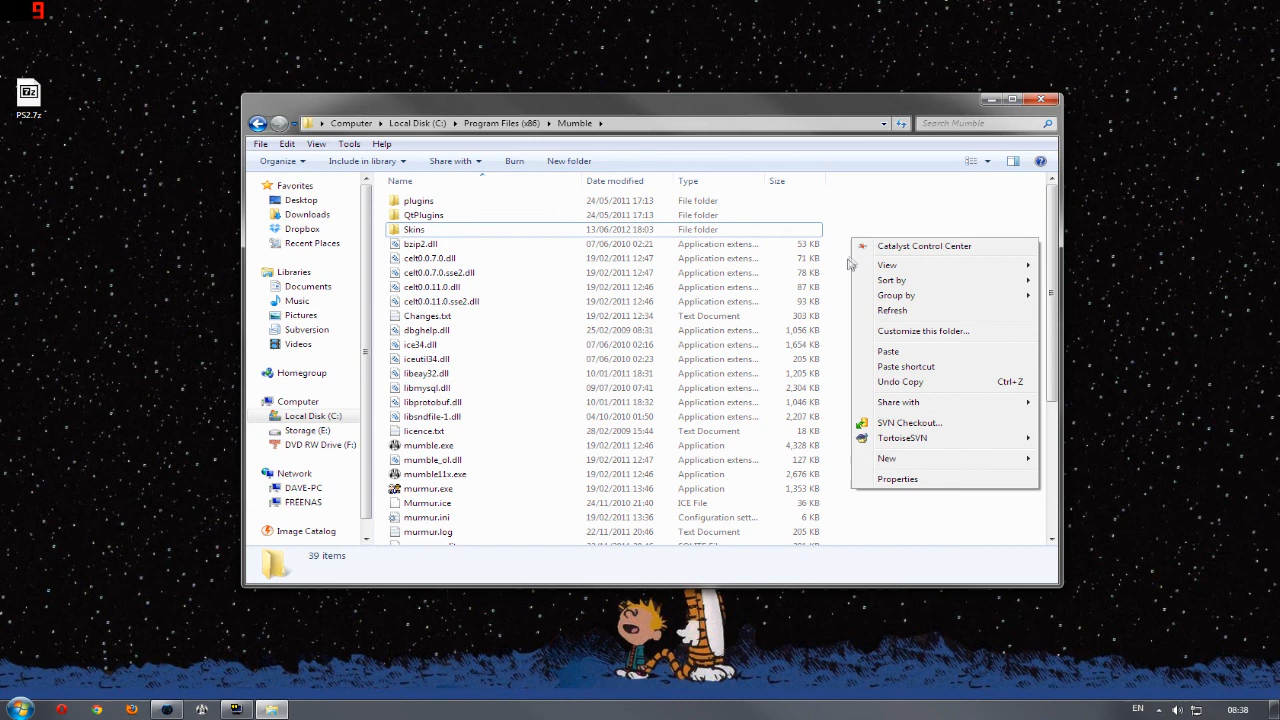 9
PS2.7z
Computer Local Disk (C:) Program Files (x86) Mumble
Search Mumble
File Edit View Tools Help
Organize Include in library Share with Burn New folder
Favorites
Desktop
Downloads
Dropbox
Recent Places
Libraries
Documents
Music
Pictures
Subversion
Videos
Homegroup
Computer
Local Disk (C:)
Storage (E:)
DVD RW Drive (F:)
Network
DAVE-PC
FREENAS
Image Catalog
Name Date modified Type Size
plugins 24/05/2011 17:13 File folder
QtPlugins 24/05/2011 17:13 File folder
Skins 13/06/2012 18:03 File folder
bzip2.dll 07/06/2010 02:21 Application extens... 53 KB
celt0.0.7.0.dll 19/02/2011 12:47 Application extens... 71 KB
celt0.0.7.0.sse2.dll 19/02/2011 12:47 Application extens... 78 KB
celt0.0.11.0.dll 19/02/2011 12:46 Application extens... 87 KB
celt0.0.11.0.sse2.dll 19/02/2011 12:46 Application extens... 93 KB
Changes.txt 19/02/2011 12:34 Text Document 303 KB
dbghelp.dll 25/02/2009 08:31 Application extens... 1,056 KB
ice34.dll 07/06/2010 02:16 Application extens... 1,654 KB
iceutil34.dll 07/06/2010 02:23 Application extens... 205 KB
libeay32.dll 10/01/2011 18:31 Application extens... 1,373 KB
libmysql.dll 09/07/2010 07:41 Application extens... 2,304 KB
libprotobuf.dll 10/01/2011 18:32 Application extens... 1,046 KB
libsndfile-1.dll 04/10/2010 01:50 Application extens... 2,207 KB
licence.txt 28/02/2009 15:44 Text Document 18 KB
mumble.exe 19/02/2011 12:46 Application 4,328 KB
mumble_ol.dll 19/02/2011 12:46 Application extens... 127 KB
mumble11x.exe 19/02/2011 13:46 Application 2,676 KB
murmur.exe 19/02/2011 13:46 Application 1,353 KB
Murmur.ice 24/11/2010 21:40 ICE File 36 KB
murmur.ini 19/02/2011 13:36 Configuration sett... 6 KB
murmur.log 22/11/2011 20:46 Text Document 205 KB
Catalyst Control Center
View
Sort by
Group by
Refresh
Customize this folder...
Paste
Paste shortcut
Undo Copy Ctrl+Z
Share with
SVN Checkout...
TortoiseSVN
New
Properties
39 items
EN 08:38